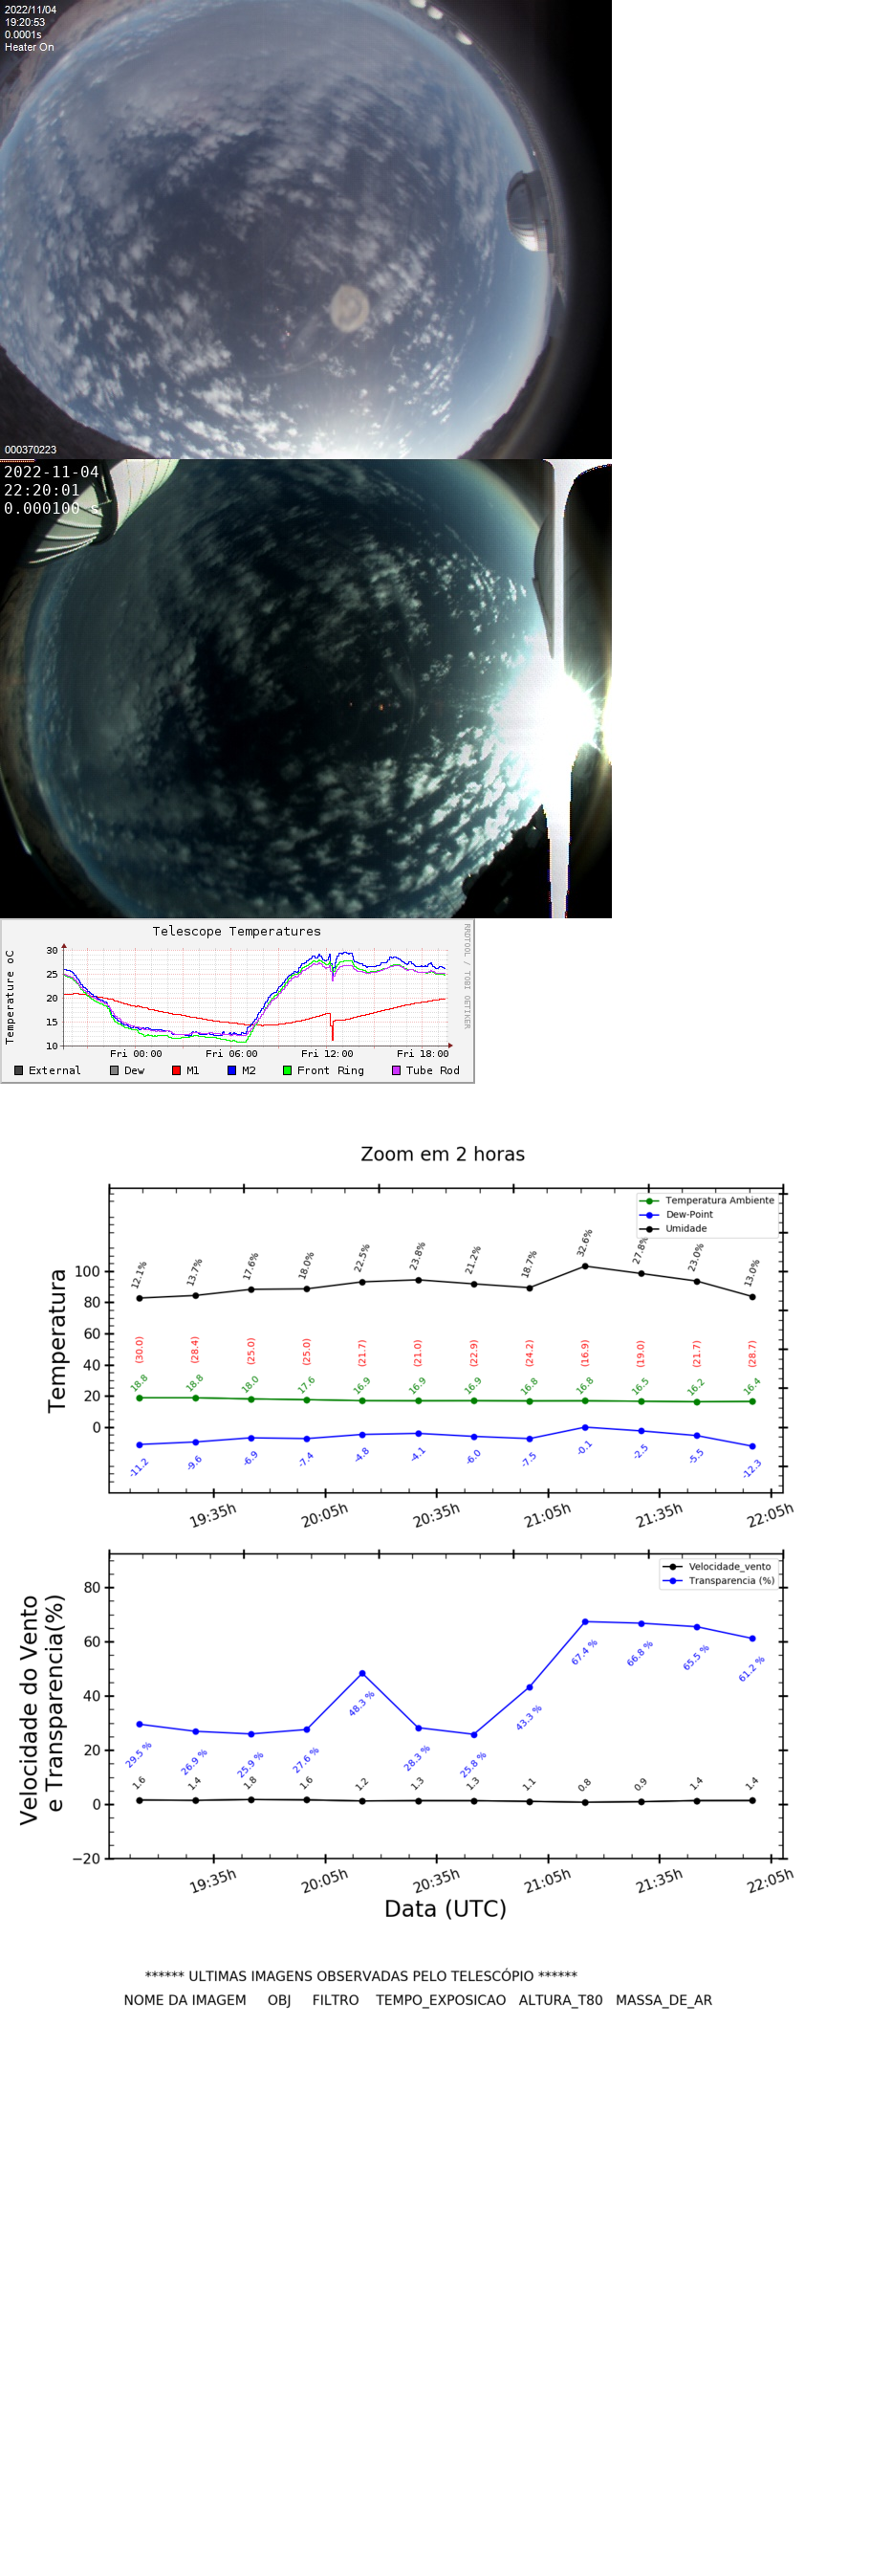 2022/11/04
19:20:53
0.0001s
Heater On
000370223
2022-11-04
22:20:01
0.000100 s
Telescope Temperatures
RRDTOOL / TOBI OETIKER
Temperature oC
30
25
20
15
10
Fri 00:00 Fri 06:00 Fri 12:00 Fri 18:00
External Dew M1 M2 Front Ring Tube Rod
Zoom em 2 horas
Temperatura Ambiente
Dew-Point
Umidade
Temperatura
100
80
60
40
20
0
12.1% 13.7% 17.6% 18.0% 22.5% 23.8% 21.2% 18.7% 32.6% 27.8% 23.0% 13.0%
(30.0) (28.4) (25.0) (25.0) (21.7) (21.0) (22.9) (24.2) (16.9) (19.0) (21.7) (28.7)
18.8 18.8 18.0 17.6 16.9 16.9 16.9 16.8 16.8 16.5 16.2 16.4
-11.2 -9.6 -6.9 -7.4 -4.8 -4.1 -6.0 -7.5 -0.1 -2.5 -5.5 -12.3
19:35h 20:05h 20:35h 21:05h 21:35h 22:05h
Velocidade_vento
Transparencia (%)
Velocidade do Vento
e Transparencia(%)
80
60
40
20
0
−20
29.5 % 26.9 % 25.9 % 27.6 % 48.3 % 28.3 % 25.8 % 43.3 % 67.4 % 66.8 % 65.5 % 61.2 %
1.6 1.4 1.8 1.6 1.2 1.3 1.3 1.1 0.8 0.9 1.4 1.4
19:35h 20:05h 20:35h 21:05h 21:35h 22:05h
Data (UTC)
****** ULTIMAS IMAGENS OBSERVADAS PELO TELESCÓPIO ******
NOME DA IMAGEM OBJ FILTRO TEMPO_EXPOSICAO ALTURA_T80 MASSA_DE_AR